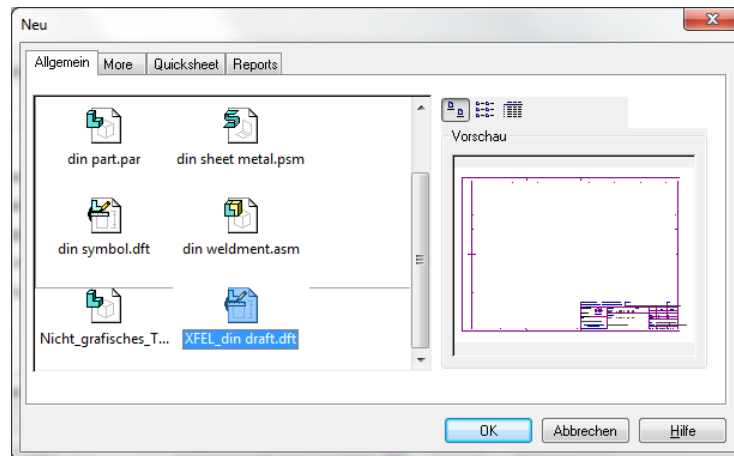 Neu
Allgemein More Quicksheet Reports
din part.par din sheet metal.psm
Vorschau
din symbol.dft din weldment.asm
Nicht_grafisches_T... XFEL_din draft.dft
OK Abbrechen Hilfe